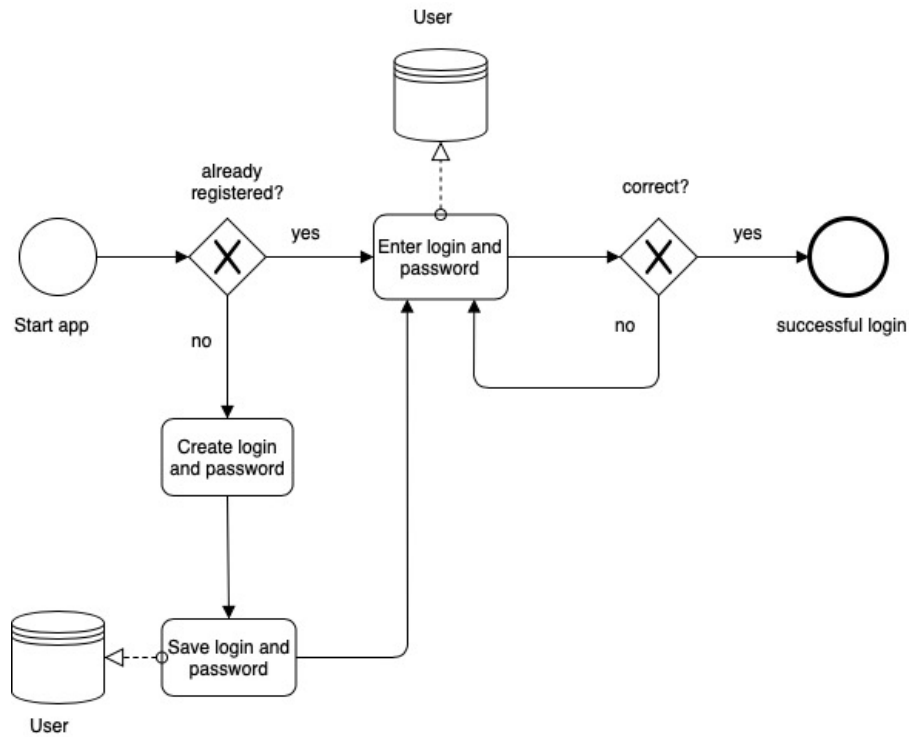 User
already
registered?
correct?
yes
Enter login and
password
yes
Start app
no
no
successful login
Create login
and password
Save login and
password
User